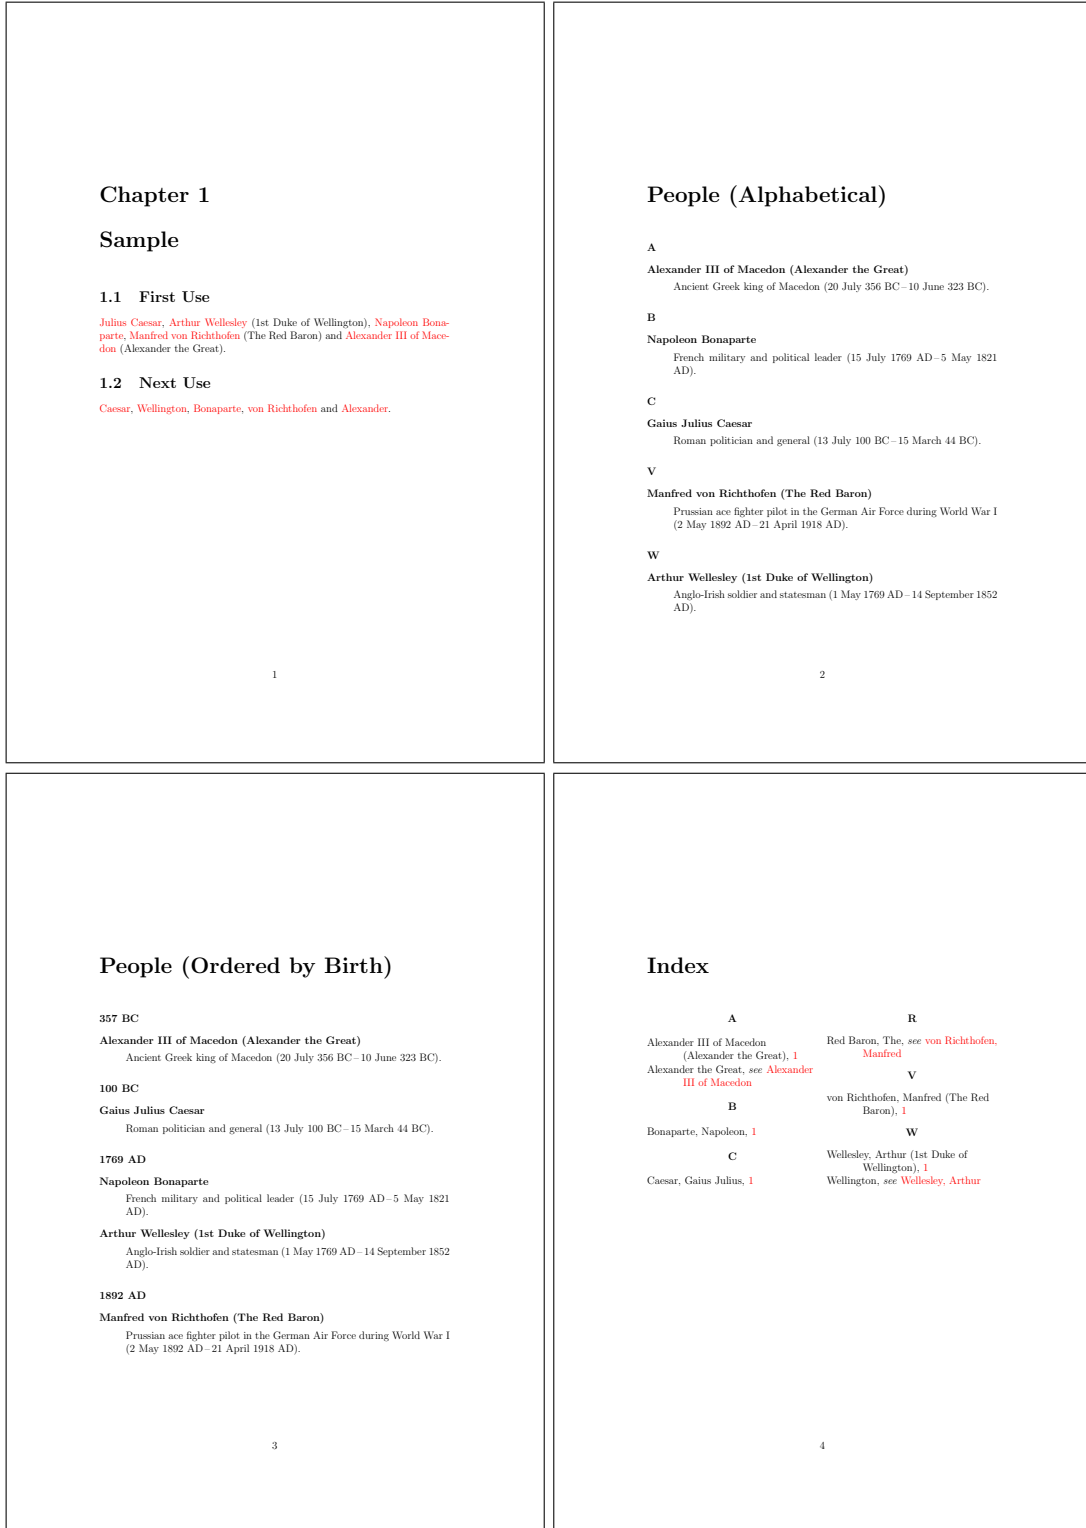 Chapter 1
Sample
1.1 First Use
Julius Caesar, Arthur Wellesley (1st Duke of Wellington), Napoleon Bona-
parte, Manfred von Richthofen (The Red Baron) and Alexander III of Mace-
don (Alexander the Great).
1.2 Next Use
Caesar, Wellington, Bonaparte, von Richthofen and Alexander.
1
People (Alphabetical)
A
Alexander III of Macedon (Alexander the Great)
Ancient Greek king of Macedon (20 July 356 BC – 10 June 323 BC).
B
Napoleon Bonaparte
French military and political leader (15 July 1769 AD – 5 May 1821
AD).
C
Gaius Julius Caesar
Roman politician and general (13 July 100 BC – 15 March 44 BC).
V
Manfred von Richthofen (The Red Baron)
Prussian ace fighter pilot in the German Air Force during World War I
(2 May 1892 AD – 21 April 1918 AD).
W
Arthur Wellesley (1st Duke of Wellington)
Anglo-Irish soldier and statesman (1 May 1769 AD – 14 September 1852
AD).
2
People (Ordered by Birth)
357 BC
Alexander III of Macedon (Alexander the Great)
Ancient Greek king of Macedon (20 July 356 BC – 10 June 323 BC).
100 BC
Gaius Julius Caesar
Roman politician and general (13 July 100 BC – 15 March 44 BC).
1769 AD
Napoleon Bonaparte
French military and political leader (15 July 1769 AD – 5 May 1821
AD).
Arthur Wellesley (1st Duke of Wellington)
Anglo-Irish soldier and statesman (1 May 1769 AD – 14 September 1852
AD).
1892 AD
Manfred von Richthofen (The Red Baron)
Prussian ace fighter pilot in the German Air Force during World War I
(2 May 1892 AD – 21 April 1918 AD).
3
Index
A
Alexander III of Macedon
(Alexander the Great), 1
Alexander the Great, see Alexander
III of Macedon
B
Bonaparte, Napoleon, 1
C
Caesar, Gaius Julius, 1
R
Red Baron, The, see von Richthofen,
Manfred
V
von Richthofen, Manfred (The Red
Baron), 1
W
Wellesley, Arthur (1st Duke of
Wellington), 1
Wellington, see Wellesley, Arthur
4